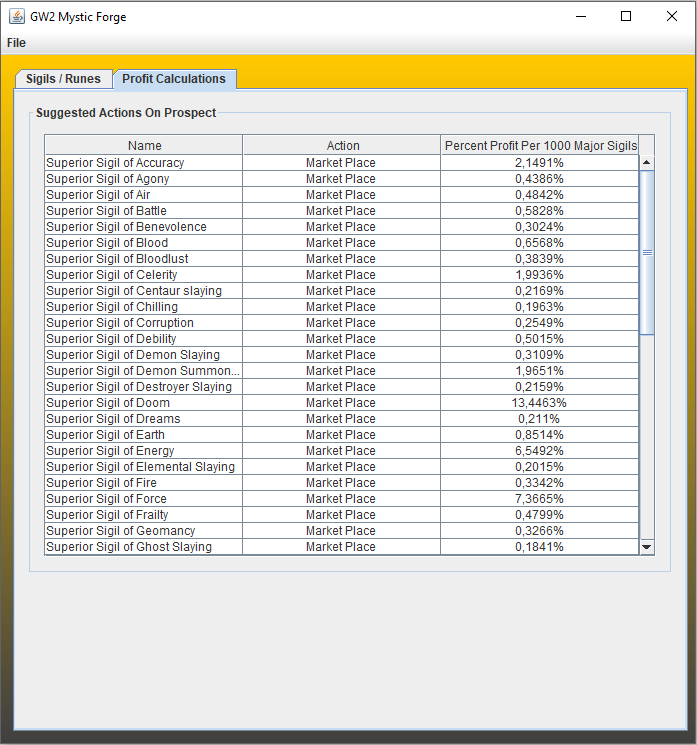 GW2 Mystic Forge
File
Sigils / Runes Profit Calculations
Suggested Actions On Prospect
Name Action Percent Profit Per 1000 Major Sigils
Superior Sigil of Accuracy Market Place 2,1491%
Superior Sigil of Agony Market Place 0,4386%
Superior Sigil of Air Market Place 0,4842%
Superior Sigil of Battle Market Place 0,5828%
Superior Sigil of Benevolence Market Place 0,3024%
Superior Sigil of Blood Market Place 0,6568%
Superior Sigil of Bloodlust Market Place 0,3839%
Superior Sigil of Celerity Market Place 1,9936%
Superior Sigil of Centaur slaying Market Place 0,2169%
Superior Sigil of Chilling Market Place 0,1963%
Superior Sigil of Corruption Market Place 0,2549%
Superior Sigil of Debility Market Place 0,5015%
Superior Sigil of Demon Slaying Market Place 0,3109%
Superior Sigil of Demon Summon... Market Place 1,9651%
Superior Sigil of Destroyer Slaying Market Place 0,2159%
Superior Sigil of Doom Market Place 13,4463%
Superior Sigil of Dreams Market Place 0,211%
Superior Sigil of Earth Market Place 0,8514%
Superior Sigil of Energy Market Place 6,5492%
Superior Sigil of Elemental Slaying Market Place 0,2015%
Superior Sigil of Fire Market Place 0,3342%
Superior Sigil of Force Market Place 7,3665%
Superior Sigil of Frailty Market Place 0,4799%
Superior Sigil of Geomancy Market Place 0,3266%
Superior Sigil of Ghost Slaying Market Place 0,1841%